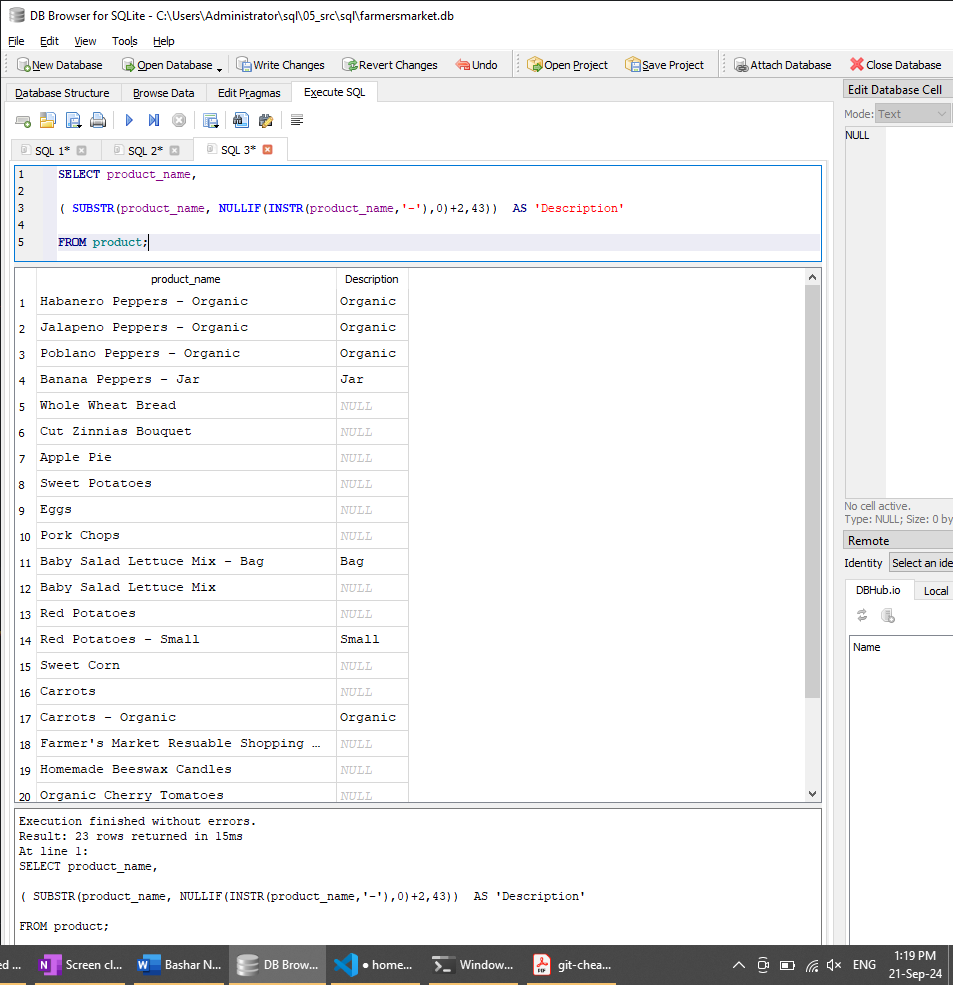 DB Browser for SQLite - C:\Users\Administrator\sql\05_src\sql\farmersmarket.db
File Edit View Tools Help
New Database Open Database Write Changes Revert Changes Undo Open Project Save Project Attach Database Close Database
Database Structure Browse Data Edit Pragmas Execute SQL
Edit Database Cell
Mode: Text
NULL
SQL 1* SQL 2* SQL 3*
1 SELECT product_name,
2
3 ( SUBSTR(product_name, NULLIF(INSTR(product_name,'-'),0)+2,43)) AS 'Description'
4
5 FROM product;
product_name Description
1 Habanero Peppers - Organic Organic
2 Jalapeno Peppers - Organic Organic
3 Poblano Peppers - Organic Organic
4 Banana Peppers - Jar Jar
5 Whole Wheat Bread NULL
6 Cut Zinnias Bouquet NULL
7 Apple Pie NULL
8 Sweet Potatoes NULL
9 Eggs NULL
10 Pork Chops NULL
11 Baby Salad Lettuce Mix - Bag Bag
12 Baby Salad Lettuce Mix NULL
13 Red Potatoes NULL
14 Red Potatoes - Small Small
15 Sweet Corn NULL
16 Carrots NULL
17 Carrots - Organic Organic
18 Farmer's Market Resuable Shopping ... NULL
19 Homemade Beeswax Candles NULL
20 Organic Cherry Tomatoes NULL
No cell active.
Type: NULL; Size: 0 by
Remote
Identity Select an ide
DBHub.io Local
Name
Execution finished without errors.
Result: 23 rows returned in 15ms
At line 1:
SELECT product_name,
( SUBSTR(product_name, NULLIF(INSTR(product_name,'-'),0)+2,43)) AS 'Description'
FROM product;
ed ... Screen cl... Bashar N... DB Brow... • home... Window... git-chea... ENG 1:19 PM
21-Sep-24